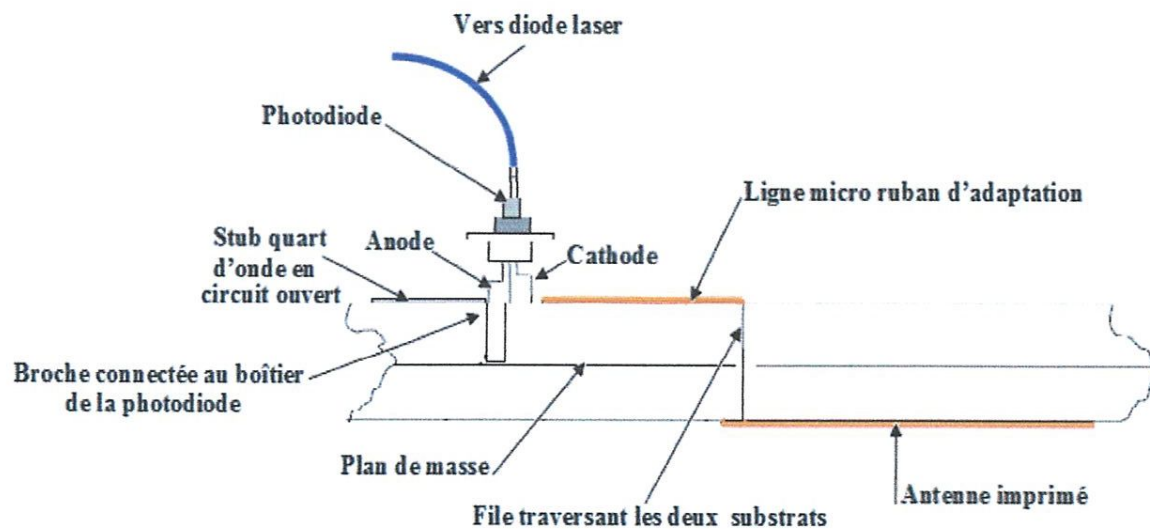 Vers diode laser
Photodiode
Ligne micro ruban d'adaptation
Stub quart
d'onde en
circuit ouvert
Anode
Cathode
Broche connectée au boîtier
de la photodiode
Plan de masse
File traversant les deux substrats
Antenne imprimé